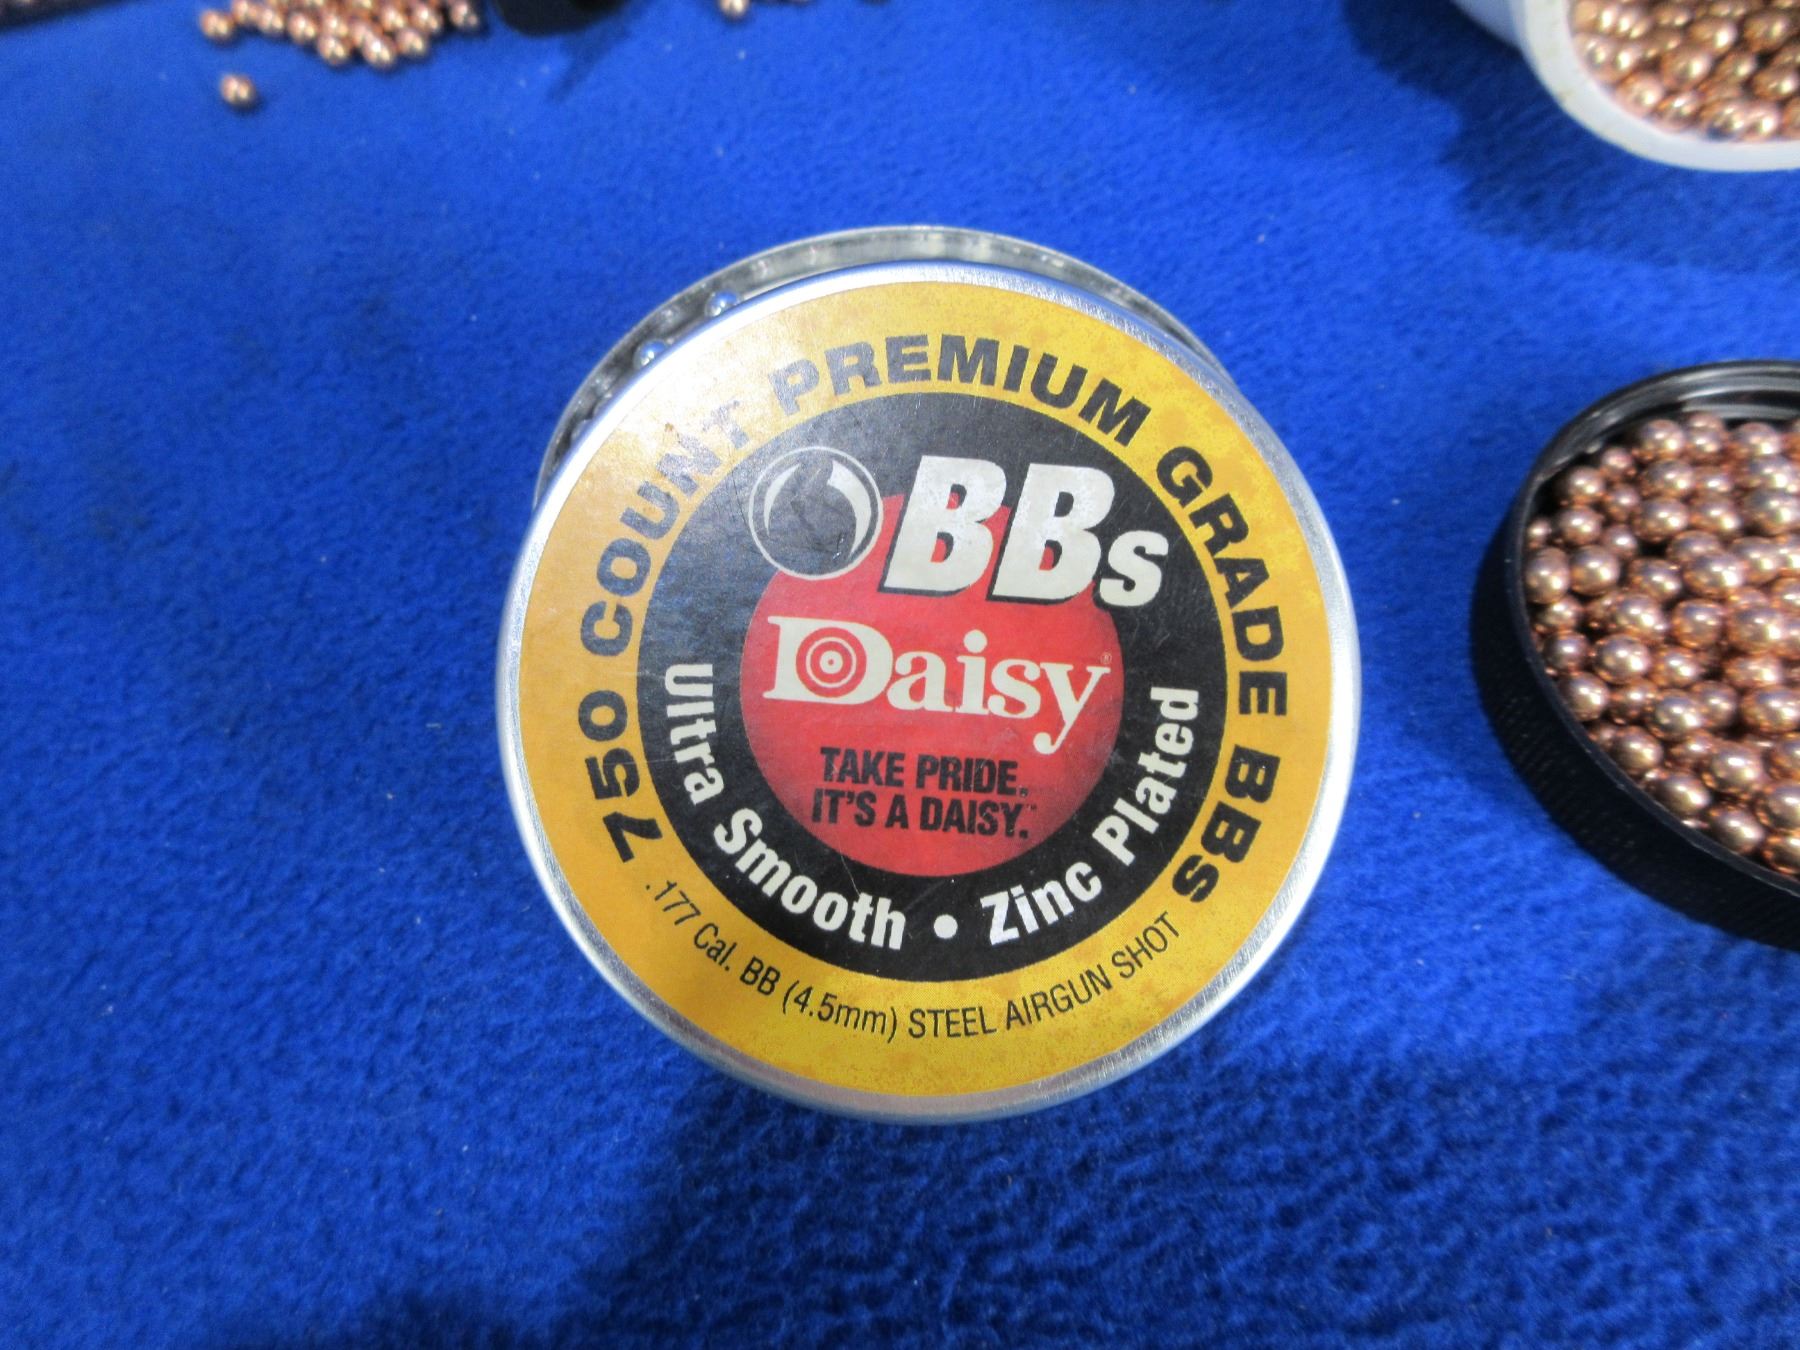 750 COUNT PREMIUM GRADE BBs
BBs
Daisy®
TAKE PRIDE.
IT'S A DAISY.™
Ultra Smooth • Zinc Plated
.177 Cal. BB (4.5mm) STEEL AIRGUN SHOT